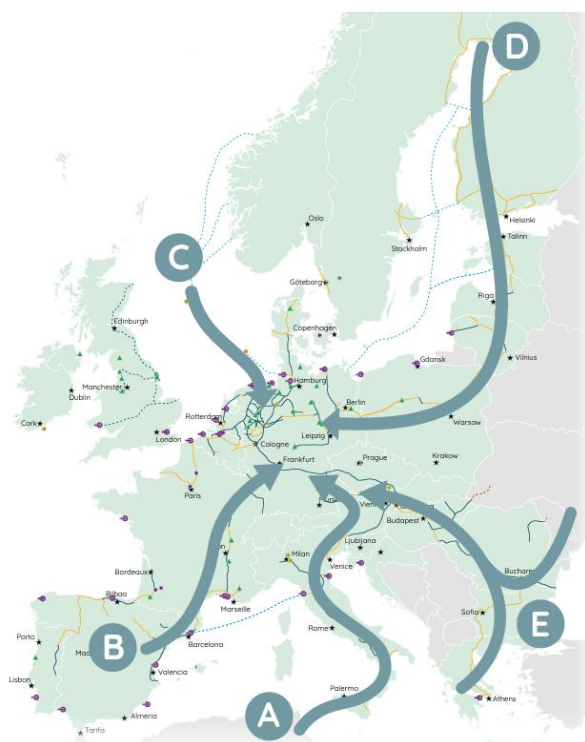 D
Oslo
Helsinki
Talinn
Stockholm
C
Göteborg
Riga
Edinburgh
Copenhagen
Vilnius
Gdansk
Manchester
Dublin
Hamburg
Berlin
Cork
Rotterdam
Warsaw
London
Leipzig
Cologne
Frankfurt
Prague
Krakow
Paris
Budapest
Ljubljana
Milan
Venice
Bordeaux
Bilbao
Marseille
Sofia
E
Porto
B
Rome
Barcelona
Valencia
Lisbon
A
Palermo
Athens
Almeria
Tarifa